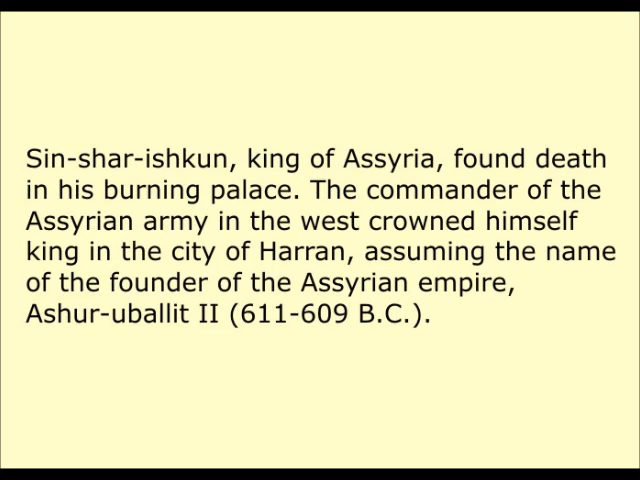 Sin-shar-ishkun, king of Assyria, found death
in his burning palace. The commander of the
Assyrian army in the west crowned himself
king in the city of Harran, assuming the name
of the founder of the Assyrian empire,
Ashur-uballit II (611-609 B.C.).